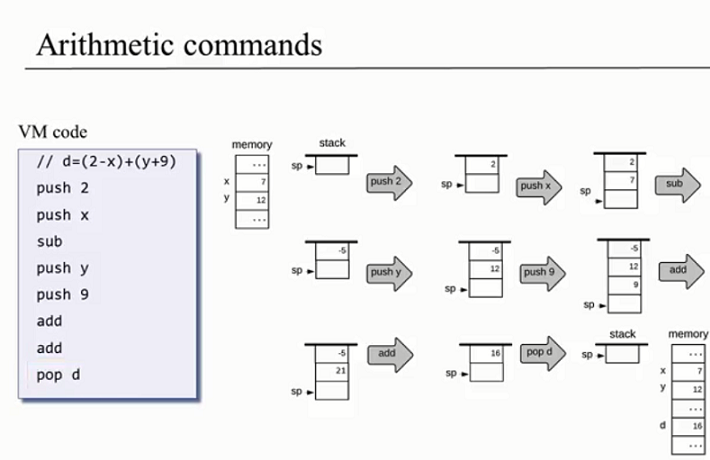 Arithmetic commands
VM code
// d=(2-x)+(y+9)
push 2
push x
sub
push y
push 9
add
add
pop d
memory
...
x 7
y 12
...
stack
sp
push 2
2
sp
push x
2
7
sp
sub
-5
sp
push y
-5
12
sp
push 9
-5
12
9
sp
add
-5
21
sp
add
16
sp
pop d
stack
sp
memory
...
x 7
y 12
...
d 16
...